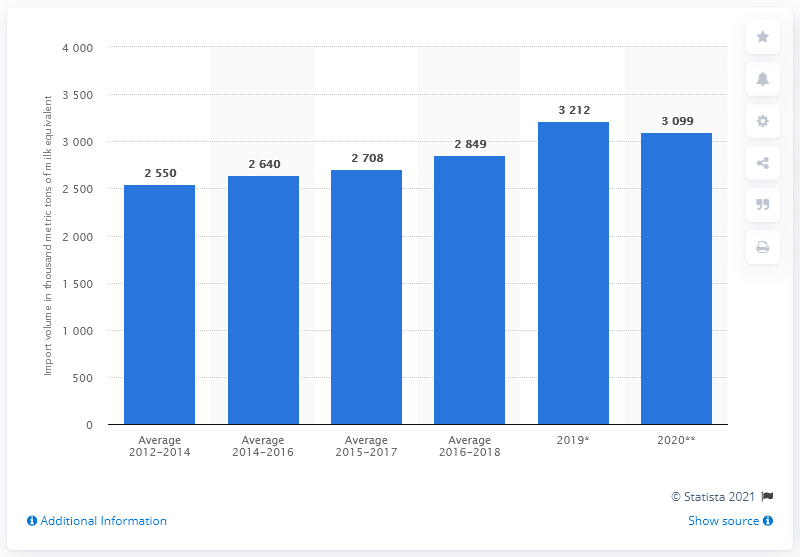 4 000
3 500
3 000
2 500
2 000
1 500
1 000
500
0
Import volume in thousand metric tons of milk equivalent
2 550
2 640
2 708
2 849
3 212
3 099
Average
2012-2014
Average
2014-2016
Average
2015-2017
Average
2016-2018
2019*
2020**
© Statista 2021
Additional Information
Show source